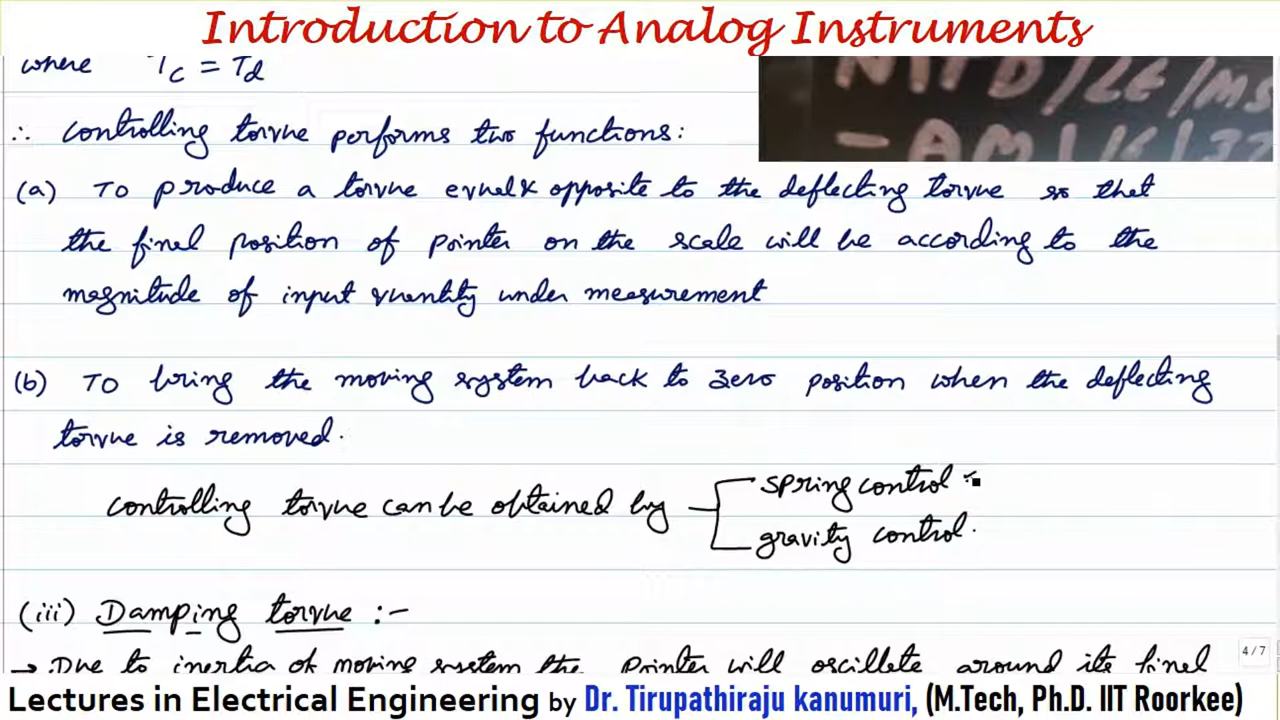 Introduction to Analog Instruments
where Tc = Td
∴ controlling torque performs two functions:
(a) To produce a torque equal & opposite to the deflecting torque so that
the final position of pointer on the scale will be according to the
magnitude of input quantity under measurement
(b) To bring the moving system back to zero position when the deflecting
torque is removed.
controlling torque can be obtained by
spring control
gravity control.
(iii) Damping torque :-
→ Due to inertia of moving system the pointer will oscillete around its final
4 / 7
Lectures in Electrical Engineering by Dr. Tirupathiraju kanumuri, (M.Tech, Ph.D. IIT Roorkee)